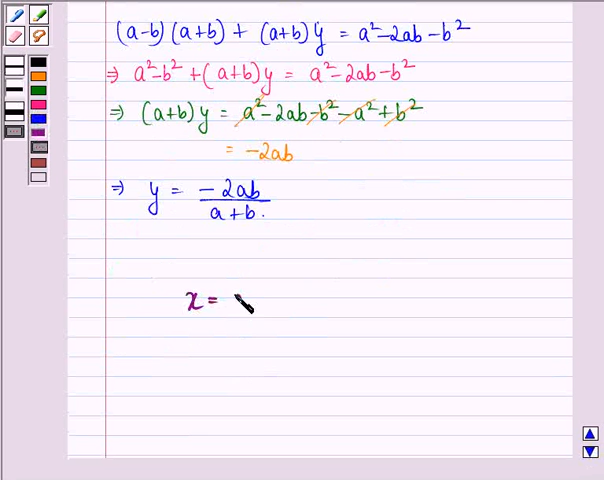 (a-b)(a+b) + (a+b)y = a²-2ab-b²
⇒ a²-b²+(a+b)y = a²-2ab-b²
⇒ (a+b)y = a²-2ab-b²-a²+b²
= -2ab
⇒ y = -2ab/a+b.
x =